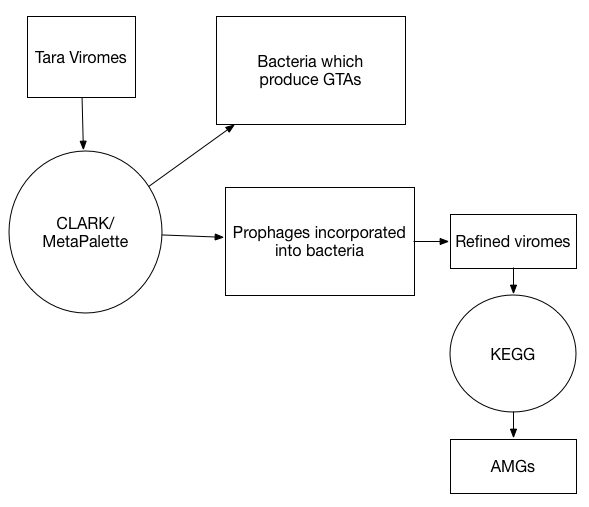 Tara Viromes
Bacteria which
produce GTAs
CLARK/
MetaPalette
Prophages incorporated
into bacteria
Refined viromes
KEGG
AMGs